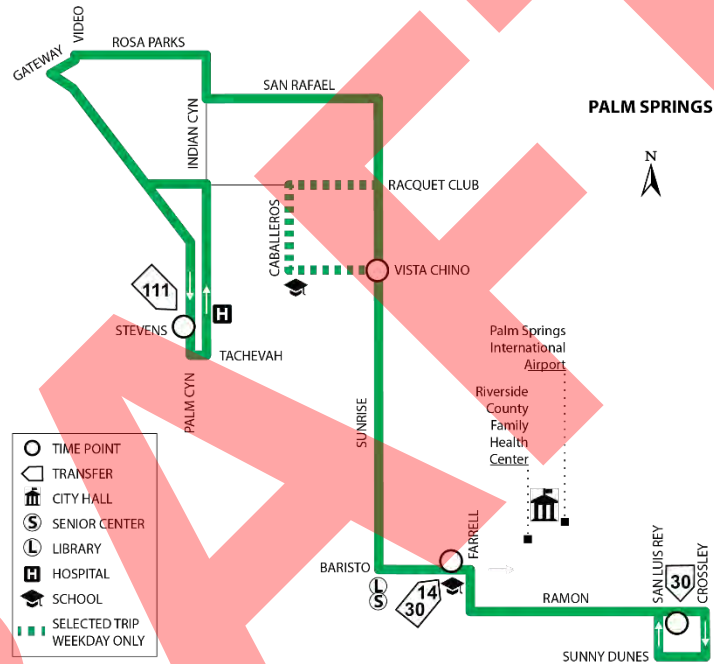 VIDEO
GATEWAY
ROSA PARKS
SAN RAFAEL
PALM SPRINGS
INDIAN CYN
N
RACQUET CLUB
CABALLEROS
VISTA CHINO
111
H
STEVENS
TACHEVAH
PALM CYN
SUNRISE
Palm Springs
International
Airport
Riverside
County
Family
Health
Center
TIME POINT
TRANSFER
CITY HALL
S SENIOR CENTER
L LIBRARY
H HOSPITAL
SCHOOL
SELECTED TRIP
WEEKDAY ONLY
BARISTO
FARRELL
L
S
14
30
RAMON
SAN LUIS REY
30
CROSSLEY
SUNNY DUNES